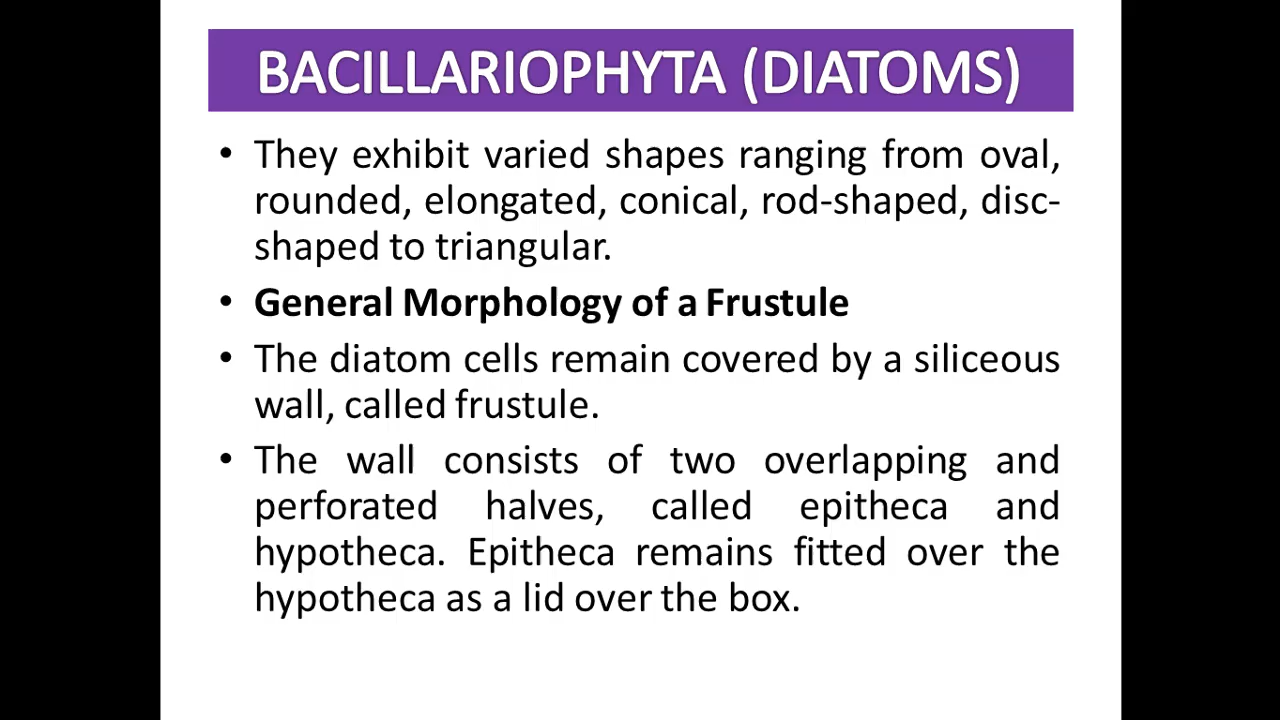 BACILLARIOPHYTA (DIATOMS)
• They exhibit varied shapes ranging from oval,
rounded, elongated, conical, rod-shaped, disc-
shaped to triangular.
• General Morphology of a Frustule
• The diatom cells remain covered by a siliceous
wall, called frustule.
• The wall consists of two overlapping and
perforated halves, called epitheca and
hypotheca. Epitheca remains fitted over the
hypotheca as a lid over the box.